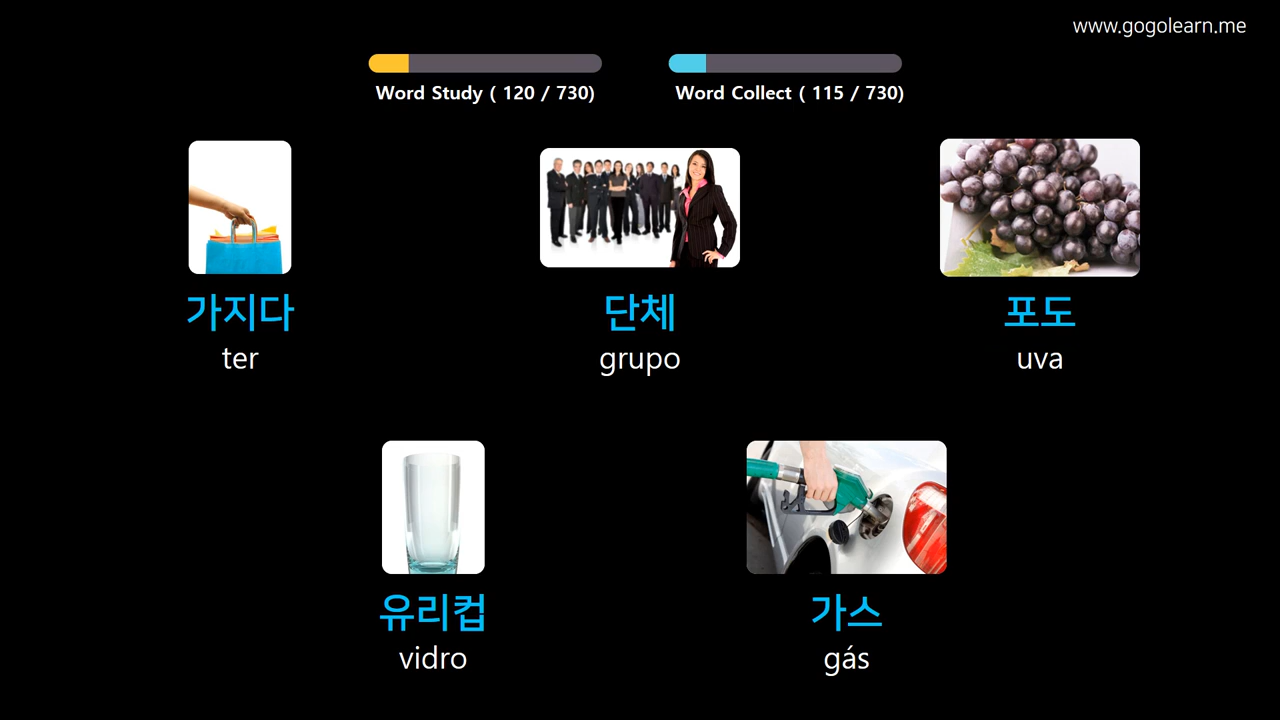 www.gogolearn.me
Word Study ( 120 / 730)
Word Collect ( 115 / 730)
가지다
ter
단체
grupo
포도
uva
유리컵
vidro
가스
gás